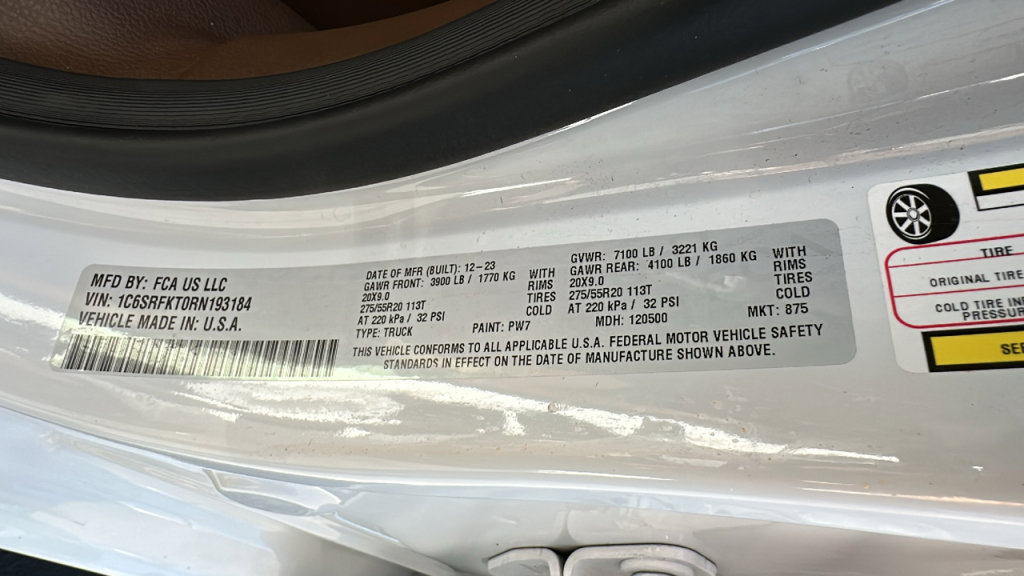 MFD BY: FCA US LLC
VIN: 1C6SRFKT0RN193184
VEHICLE MADE IN: U.S.A.
DATE OF MFR (BUILT): 12-23
GAWR FRONT: 3900 LB / 1770 KG WITH
20X9.0 RIMS
275/55R20 113T TIRES
AT 220 kPa / 32 PSI COLD
TYPE: TRUCK PAINT: PW7
GVWR: 7100 LB / 3221 KG
GAWR REAR: 4100 LB / 1860 KG WITH
20X9.0 RIMS
275/55R20 113T TIRES
AT 220 kPa / 32 PSI COLD
MDH: 120500 MKT: 875
THIS VEHICLE CONFORMS TO ALL APPLICABLE U.S.A. FEDERAL MOTOR VEHICLE SAFETY
STANDARDS IN EFFECT ON THE DATE OF MANUFACTURE SHOWN ABOVE.
TIRE
ORIGINAL TIRE
COLD TIRE IN
PRESSUR
SEE